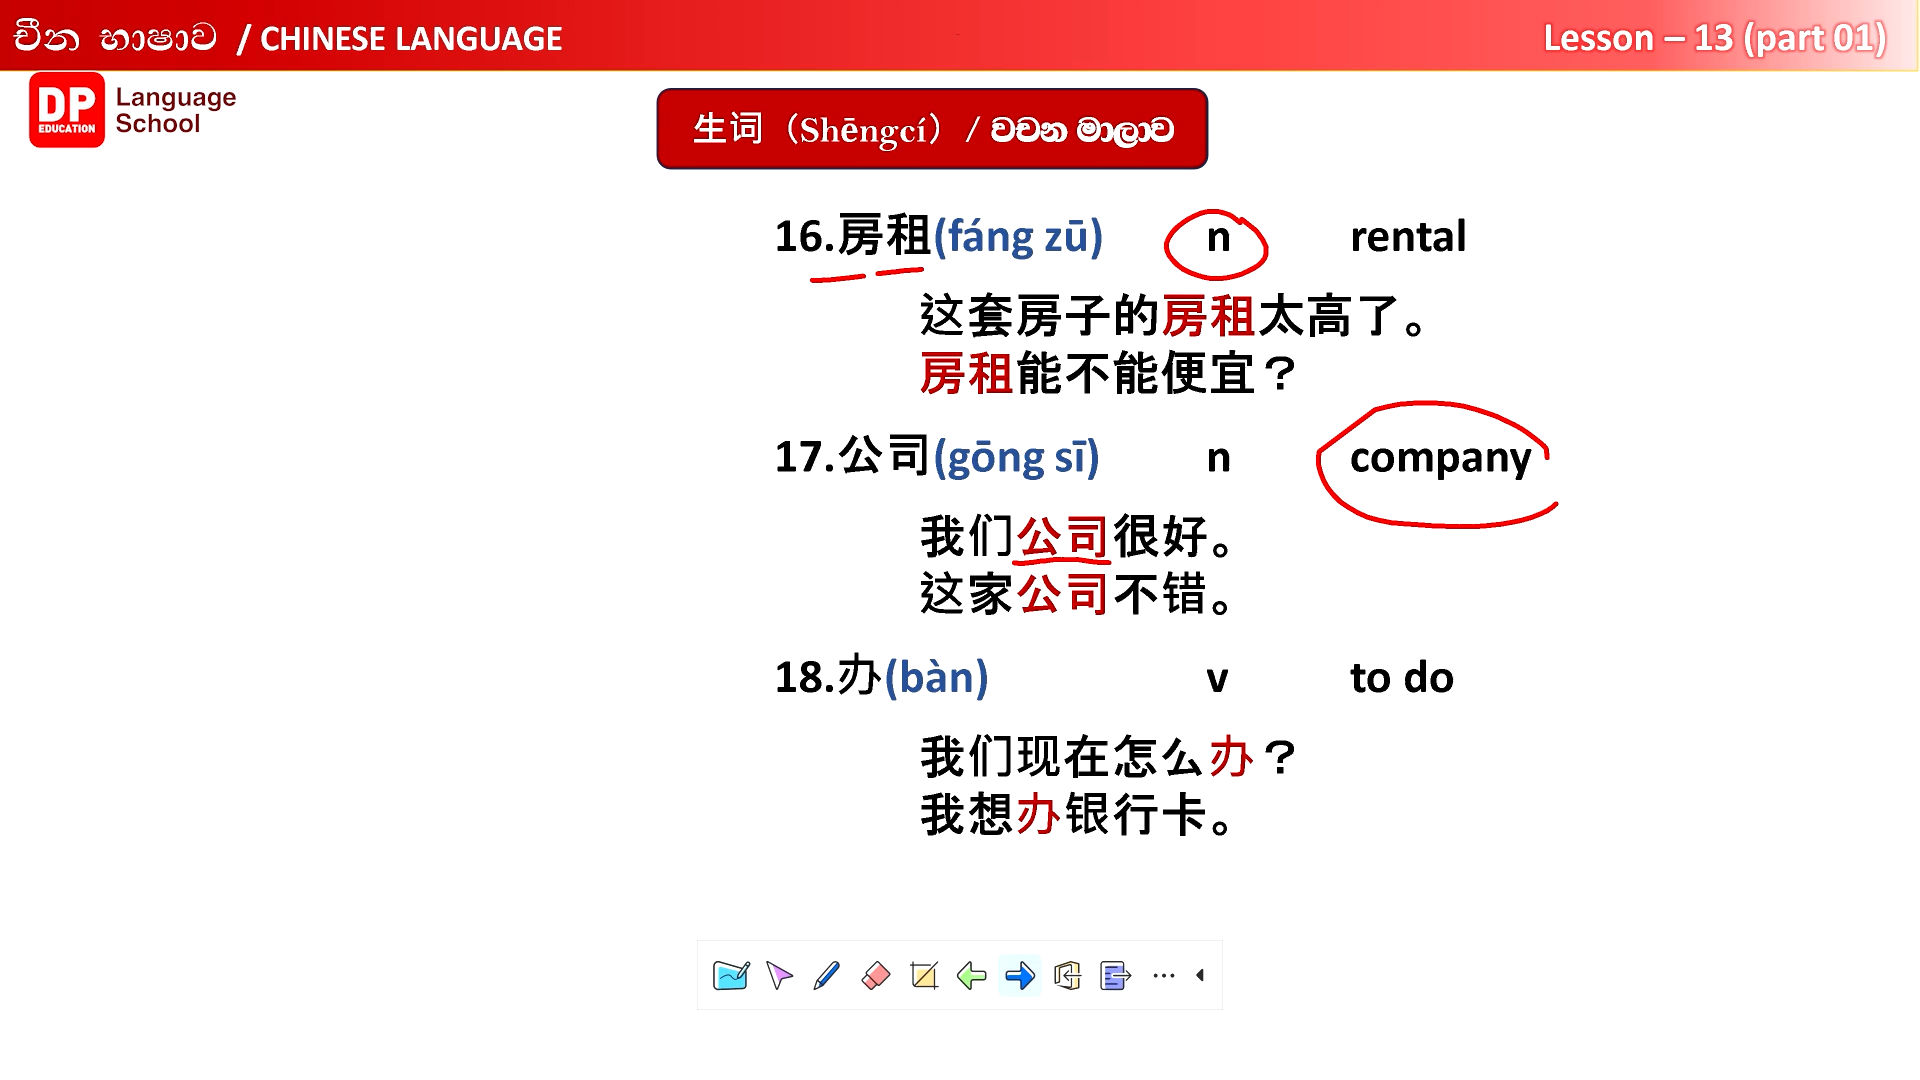 චීන භාෂාව / CHINESE LANGUAGE
Lesson – 13 (part 01)
DP EDUCATION
Language School
生词（Shēngcí）/ වචන මාලාව
16.房租(fáng zū) n rental
这套房子的房租太高了。
房租能不能便宜？
17.公司(gōng sī) n company
我们公司很好。
这家公司不错。
18.办(bàn) v to do
我们现在怎么办？
我想办银行卡。